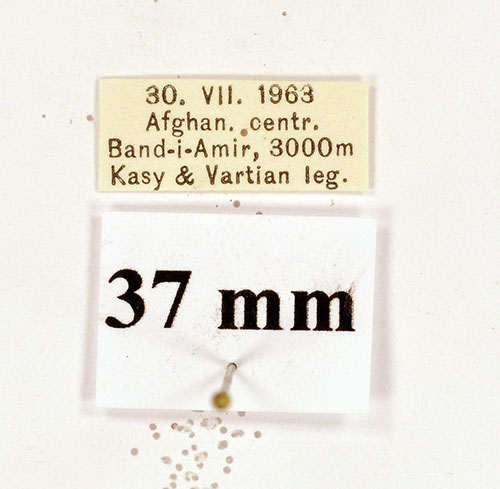 30. VII. 1963
Afghan. centr.
Band-i-Amir, 3000m
Kasy & Vartian leg.
37 mm